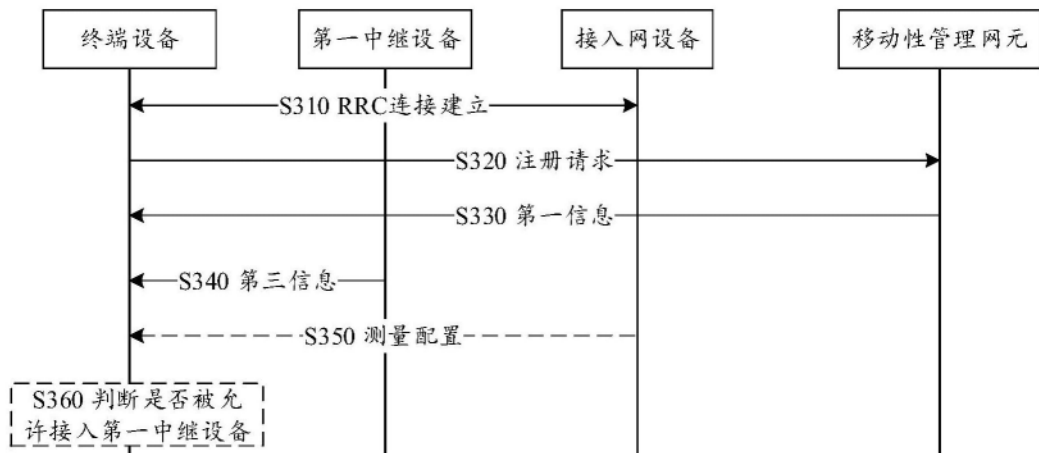 终端设备
第一中继设备
接入网设备
移动性管理网元
S310 RRC连接建立
S320 注册请求
S330 第一信息
S340 第三信息
S350 测量配置
S360 判断是否被允
许接入第一中继设备